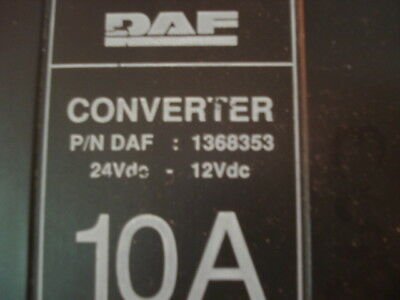 DAF
CONVERTER
P/N DAF : 1368353
24Vdc - 12Vdc
10A